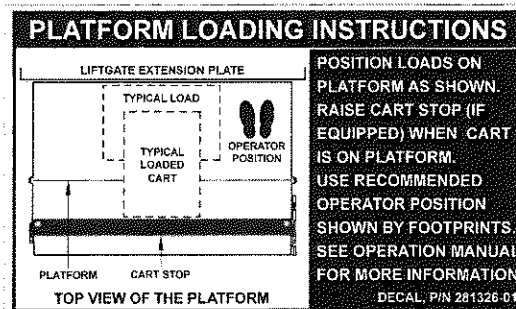 PLATFORM LOADING INSTRUCTIONS
LIFTGATE EXTENSION PLATE
TYPICAL LOAD
TYPICAL
LOADED
CART
OPERATOR
POSITION
PLATFORM
CART STOP
TOP VIEW OF THE PLATFORM
POSITION LOADS ON
PLATFORM AS SHOWN.
RAISE CART STOP (IF
EQUIPPED) WHEN CART
IS ON PLATFORM.
USE RECOMMENDED
OPERATOR POSITION
SHOWN BY FOOTPRINTS.
SEE OPERATION MANUAL
FOR MORE INFORMATION
DECAL, P/N 281326-01